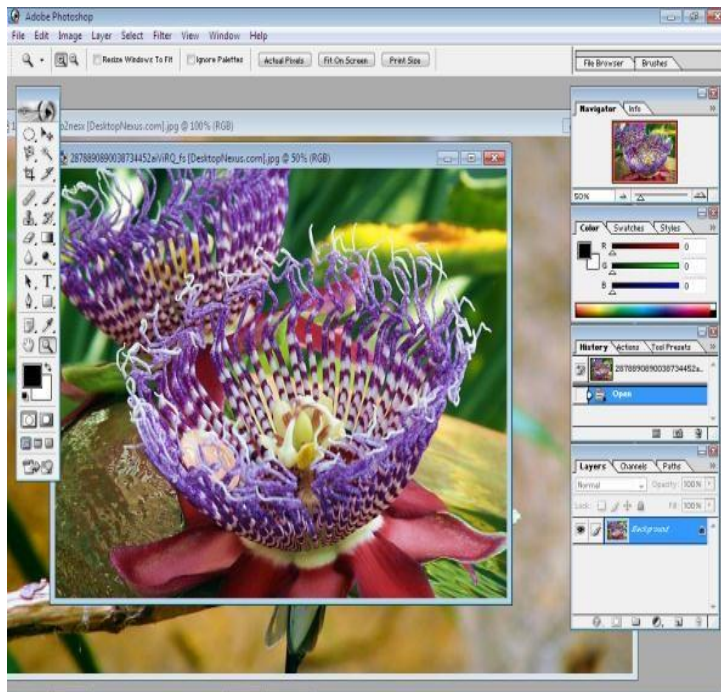 Adobe Photoshop
File Edit Image Layer Select Filter View Window Help
Resize Windows To Fit Ignore Palettes Actual Pixels Fit On Screen Print Size
File Browser Brushes
[DesktopNexus.com].jpg @ 100% (RGB)
[DesktopNexus.com].jpg @ 50% (RGB)
Navigator Info
50%
Color Swatches Styles
R 0
G 0
B 0
History Actions Tool Presets
Open
Layers Channels Paths
Normal Opacity: 100%
Lock: Fill: 100%
Background